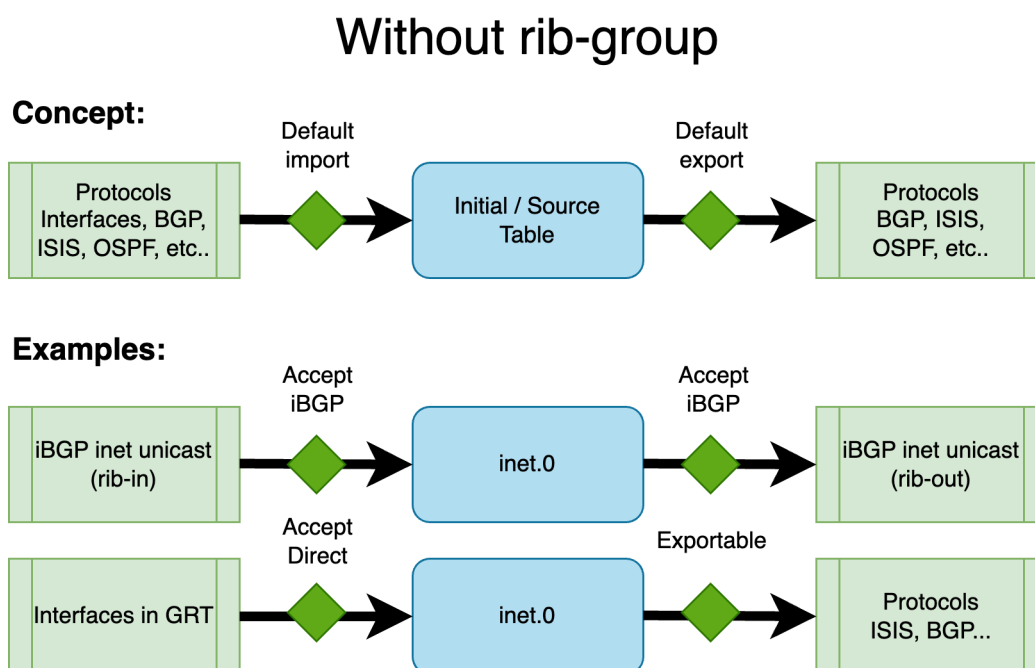 Without rib-group
Concept:
Default
import
Default
export
Protocols
Interfaces, BGP,
ISIS, OSPF, etc..
Initial / Source
Table
Protocols
BGP, ISIS,
OSPF, etc..
Examples:
Accept
iBGP
Accept
iBGP
iBGP inet unicast
(rib-in)
inet.0
iBGP inet unicast
(rib-out)
Accept
Direct
Exportable
Interfaces in GRT
inet.0
Protocols
ISIS, BGP...